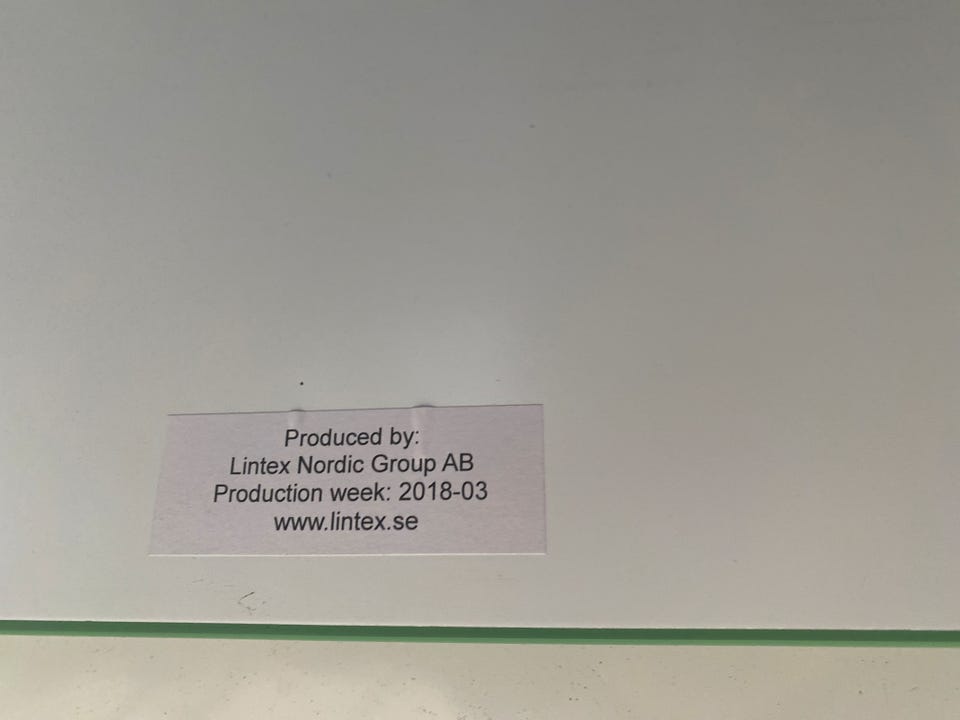 Produced by:
Lintex Nordic Group AB
Production week: 2018-03
www.lintex.se